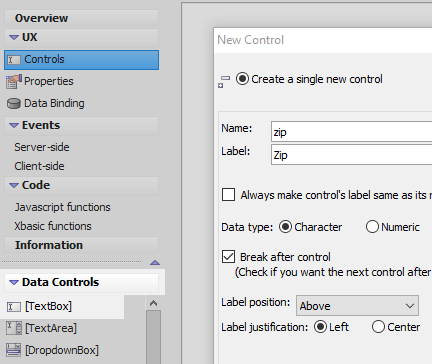 Overview
UX
Controls
Properties
Data Binding
Events
Server-side
Client-side
Code
Javascript functions
Xbasic functions
Information
Data Controls
[TextBox]
[TextArea]
[DropdownBox]
New Control
Create a single new control
Name: zip
Label: Zip
Always make control's label same as its
Data type: Character Numeric
Break after control
(Check if you want the next control after
Label position: Above
Label justification: Left Center